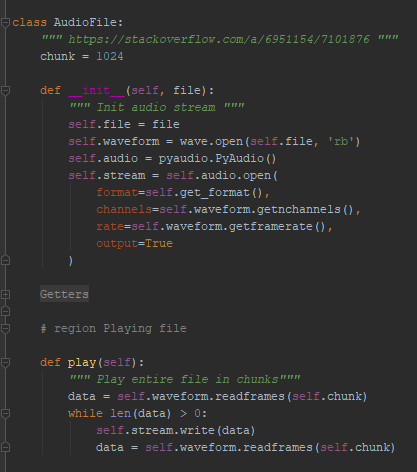 class AudioFile:
    """ https://stackoverflow.com/a/6951154/7101876 """
    chunk = 1024

    def __init__(self, file):
        """ Init audio stream """
        self.file = file
        self.waveform = wave.open(self.file, 'rb')
        self.audio = pyaudio.PyAudio()
        self.stream = self.audio.open(
            format=self.get_format(),
            channels=self.waveform.getnchannels(),
            rate=self.waveform.getframerate(),
            output=True
        )

    Getters

    # region Playing file

    def play(self):
        """ Play entire file in chunks"""
        data = self.waveform.readframes(self.chunk)
        while len(data) > 0:
            self.stream.write(data)
            data = self.waveform.readframes(self.chunk)